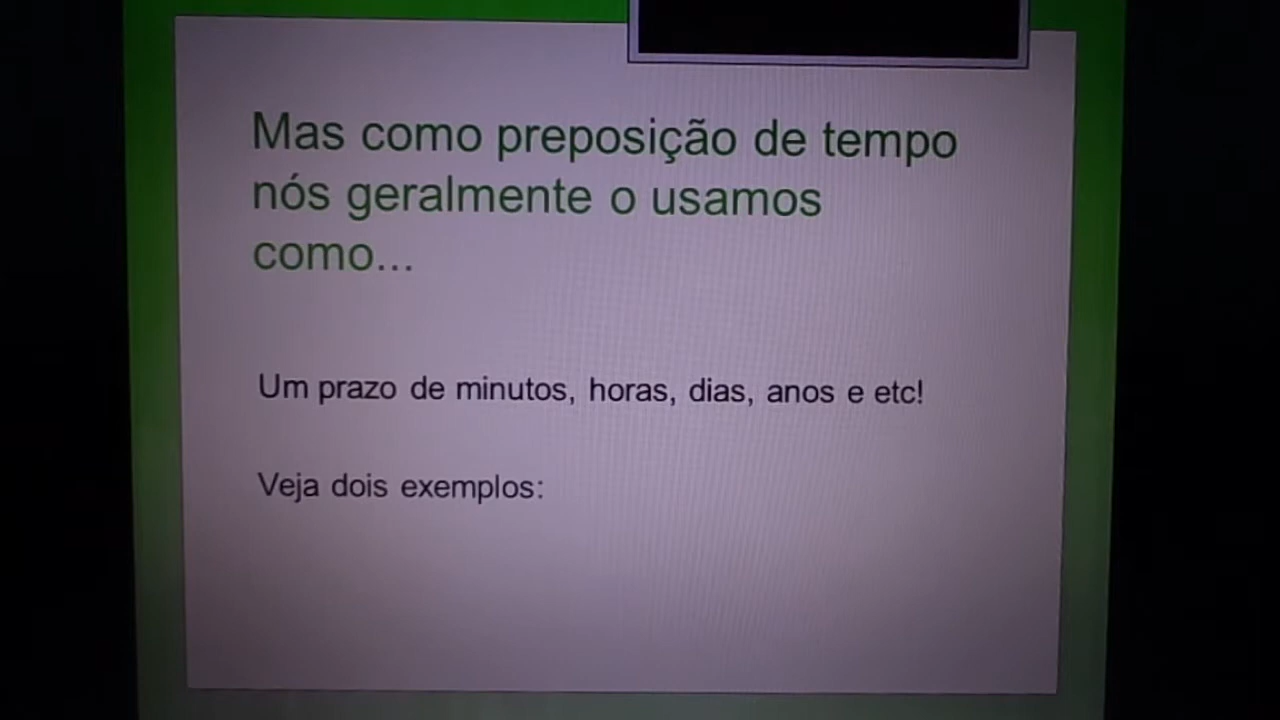 Mas como preposição de tempo
nós geralmente o usamos
como...
Um prazo de minutos, horas, dias, anos e etc!
Veja dois exemplos: